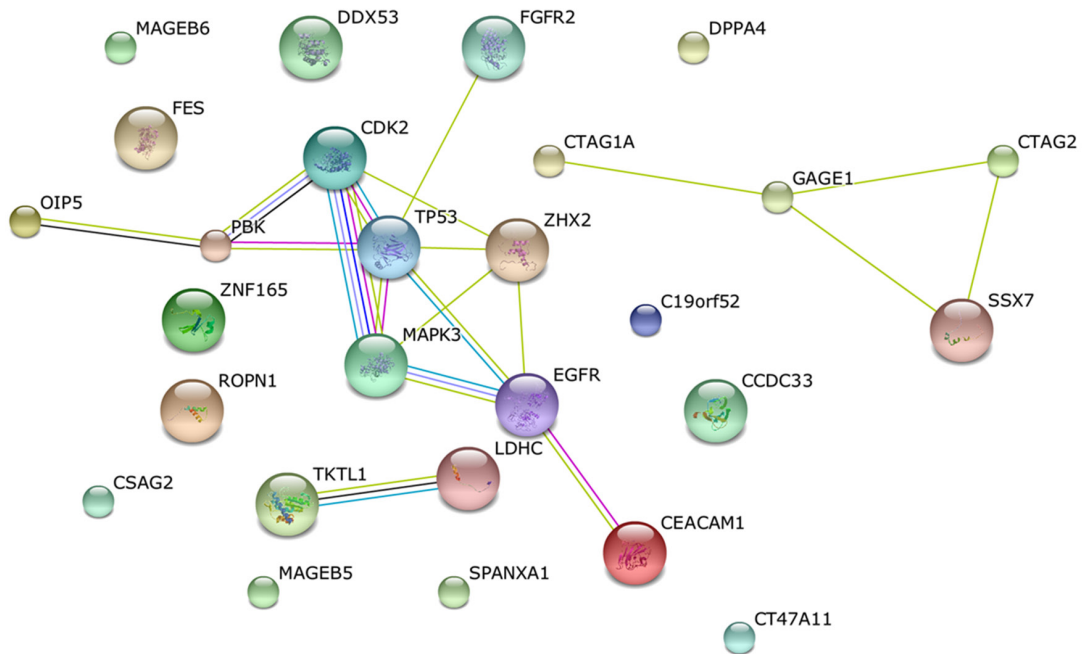 MAGEB6
DDX53
FGFR2
DPPA4
FES
CDK2
CTAG1A
CTAG2
GAGE1
OIP5
PBK
TP53
ZHX2
ZNF165
C19orf52
SSX7
MAPK3
ROPN1
EGFR
CCDC33
LDHC
CSAG2
TKTL1
CEACAM1
MAGEB5
SPANXA1
CT47A11